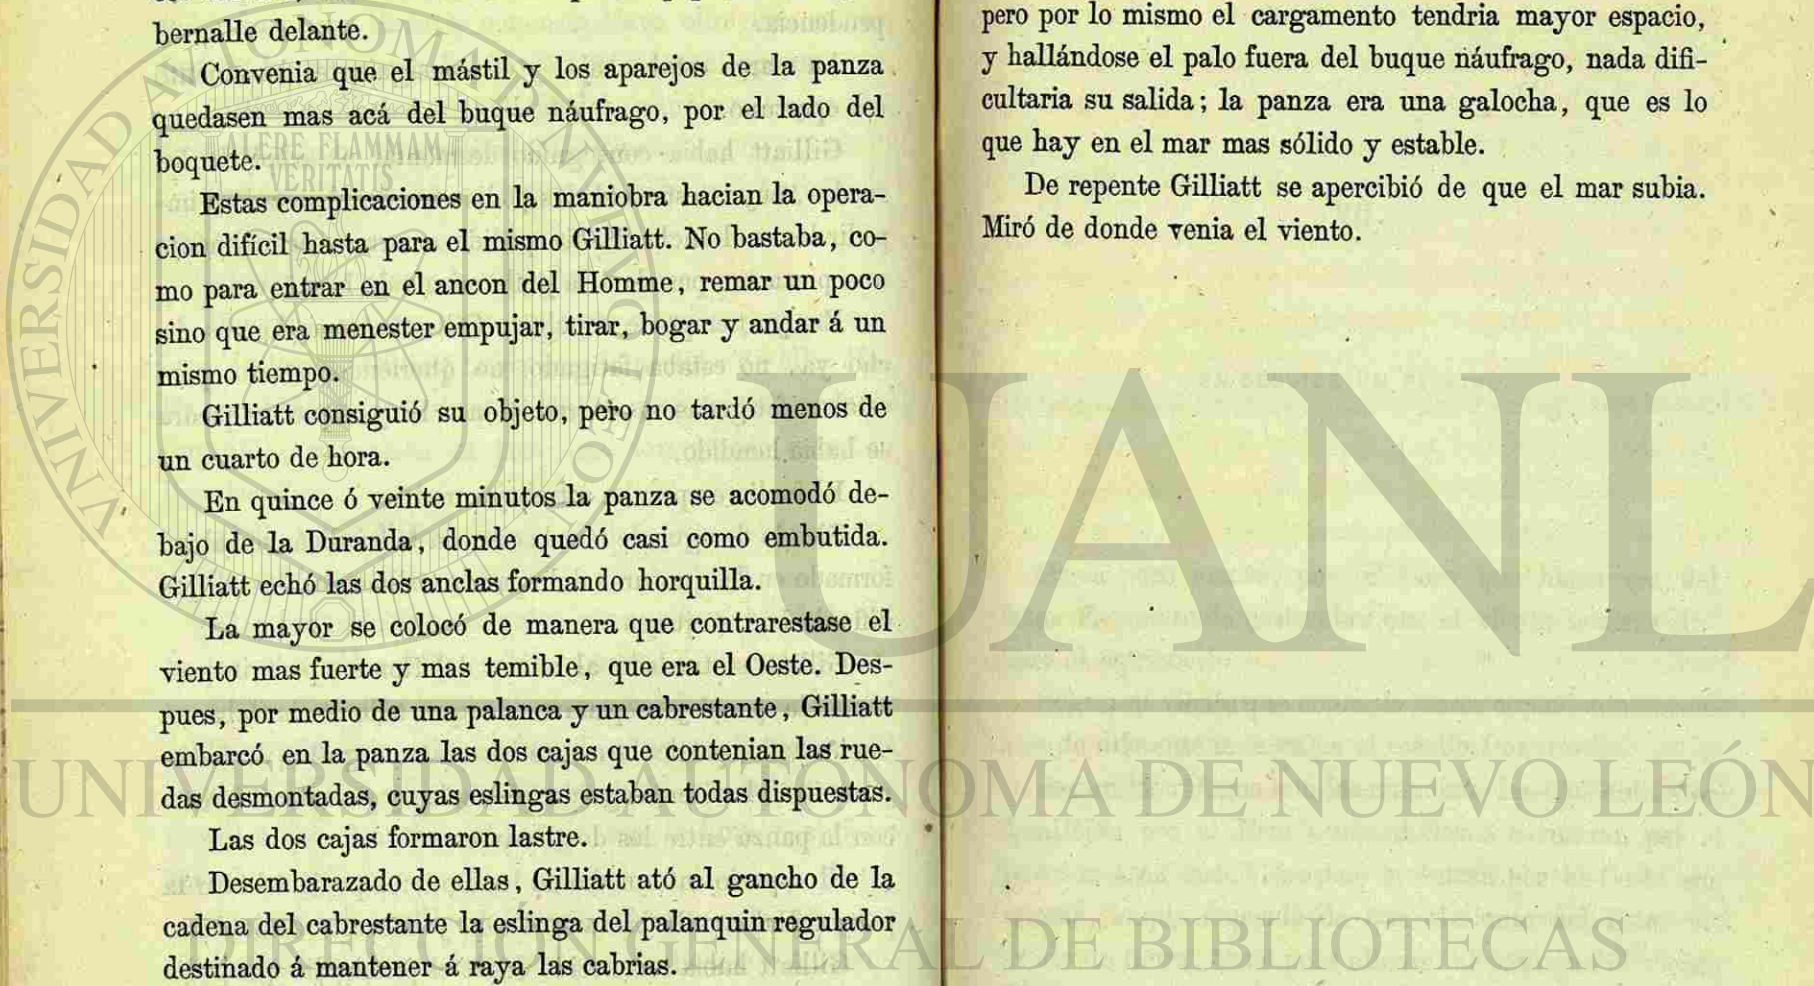 bernalle delante.
Convenia que el mástil y los aparejos de la panza
quedasen mas acá del buque náufrago, por el lado del
boquete.
Estas complicaciones en la maniobra hacian la opera-
cion difícil hasta para el mismo Gilliatt. No bastaba, co-
mo para entrar en el ancon del Homme, remar un poco
sino que era menester empujar, tirar, bogar y andar á un
mismo tiempo.
Gilliatt consiguió su objeto, pero no tardó menos de
un cuarto de hora.
En quince ó veinte minutos la panza se acomodó de-
bajo de la Duranda, donde quedó casi como embutida.
Gilliatt echó las dos anclas formando horquilla.
La mayor se colocó de manera que contrarestase el
viento mas fuerte y mas temible, que era el Oeste. Des-
pues, por medio de una palanca y un cabrestante, Gilliatt
embarcó en la panza las dos cajas que contenian las rue-
das desmontadas, cuyas eslingas estaban todas dispuestas.
Las dos cajas formaron lastre.
Desembarazado de ellas, Gilliatt ató al gancho de la
cadena del cabrestante la eslinga del palanquin regulador
destinado á mantener á raya las cabrias.
pero por lo mismo el cargamento tendria mayor espacio,
y hallándose el palo fuera del buque náufrago, nada difi-
cultaria su salida; la panza era una galocha, que es lo
que hay en el mar mas sólido y estable.
De repente Gilliatt se apercibió de que el mar subia.
Miró de donde venia el viento.
UNIVERSIDAD AUTONOMA DE NUEVO LEON
ALERE FLAMMAM
VERITATIS
UANL
UNIVERSIDAD AUTÓNOMA DE NUEVO LEÓN
DIRECCIÓN GENERAL DE BIBLIOTECAS